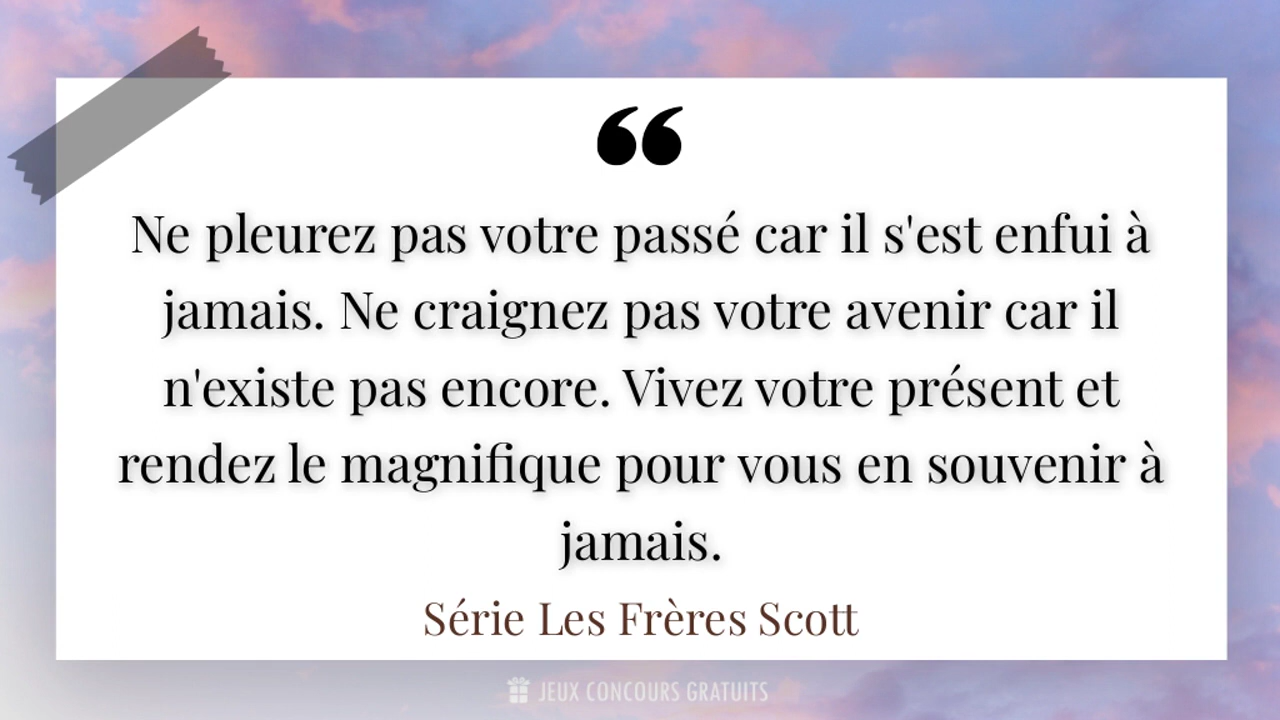 “
Ne pleurez pas votre passé car il s'est enfui à
jamais. Ne craignez pas votre avenir car il
n'existe pas encore. Vivez votre présent et
rendez le magnifique pour vous en souvenir à
jamais.
Série Les Frères Scott
JEUX CONCOURS GRATUITS